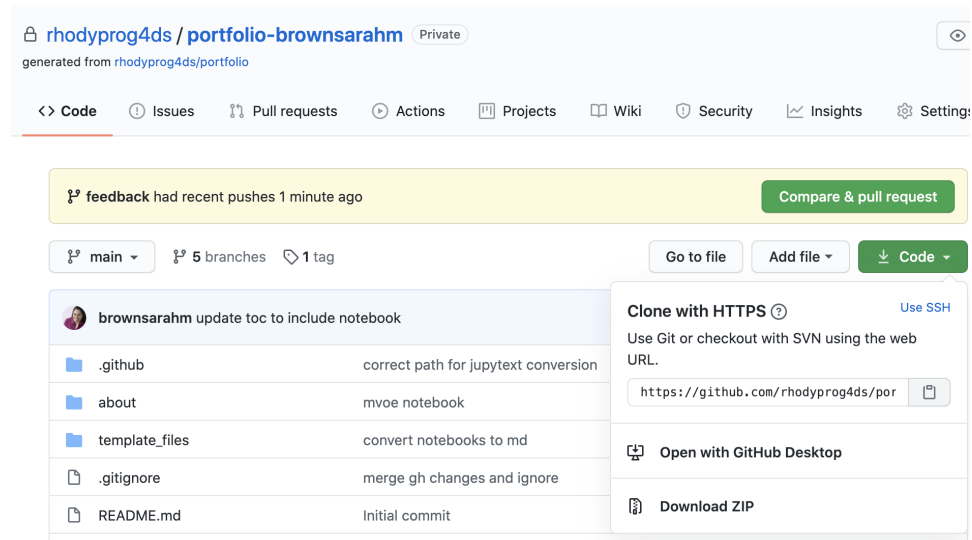 rhodyprog4ds / portfolio-brownsarahm Private
generated from rhodyprog4ds/portfolio
Code Issues Pull requests Actions Projects Wiki Security Insights Settings
feedback had recent pushes 1 minute ago Compare & pull request
main 5 branches 1 tag Go to file Add file Code
brownsarahm update toc to include notebook
.github correct path for jupytext conversion
about mvoe notebook
template_files convert notebooks to md
.gitignore merge gh changes and ignore
README.md Initial commit
Clone with HTTPS ? Use SSH
Use Git or checkout with SVN using the web
URL.
https://github.com/rhodyprog4ds/por
Open with GitHub Desktop
Download ZIP